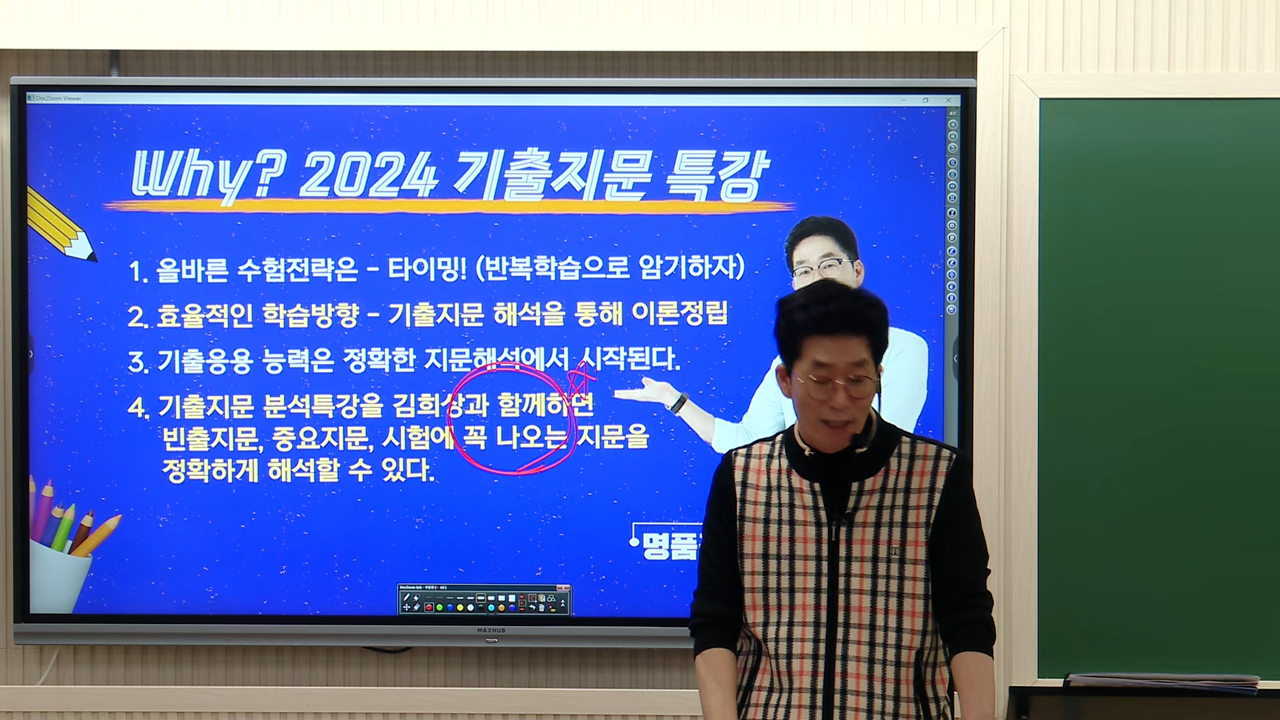 DocZoom Viewer
Why? 2024 기출지문 특강
1. 올바른 수험전략은 - 타이밍! (반복학습으로 암기하자)
2. 효율적인 학습방향 - 기출지문 해석을 통해 이론정립
3. 기출응용 능력은 정확한 지문해석에서 시작된다.
4. 기출지문 분석특강을 김희상과 함께하면
빈출지문, 중요지문, 시험에 꼭 나오는 지문을
정확하게 해석할 수 있다.
명품
MAXHUB